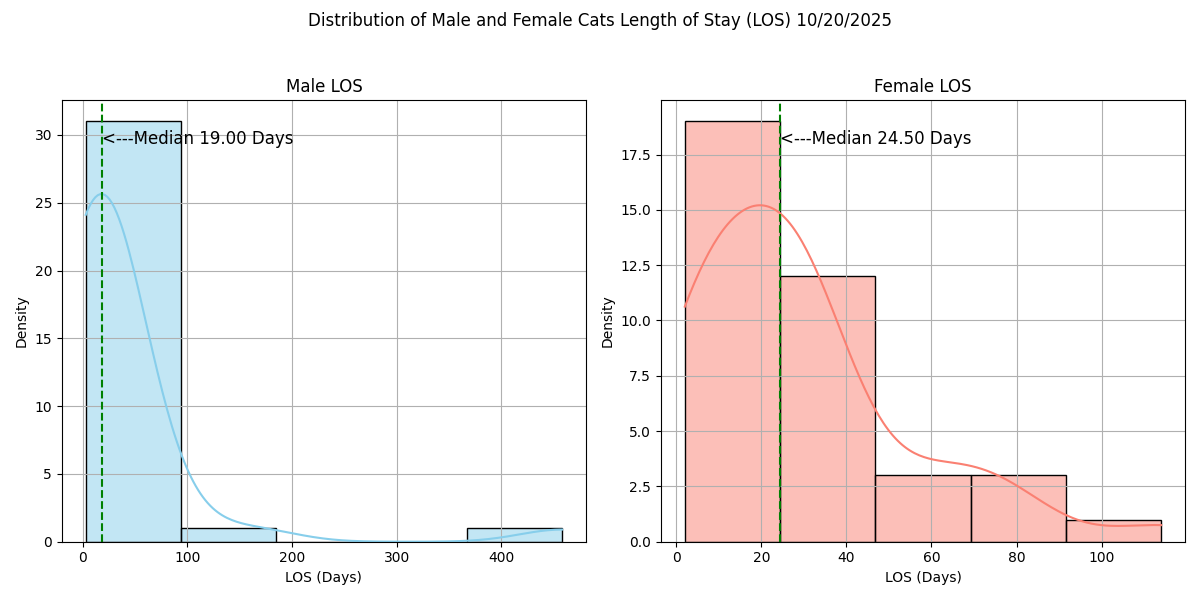 Distribution of Male and Female Cats Length of Stay (LOS) 10/20/2025
Male LOS
<---Median 19.00 Days
Density
30
25
20
15
10
5
0
0 100 200 300 400
LOS (Days)
Female LOS
<---Median 24.50 Days
Density
17.5
15.0
12.5
10.0
7.5
5.0
2.5
0.0
0 20 40 60 80 100
LOS (Days)